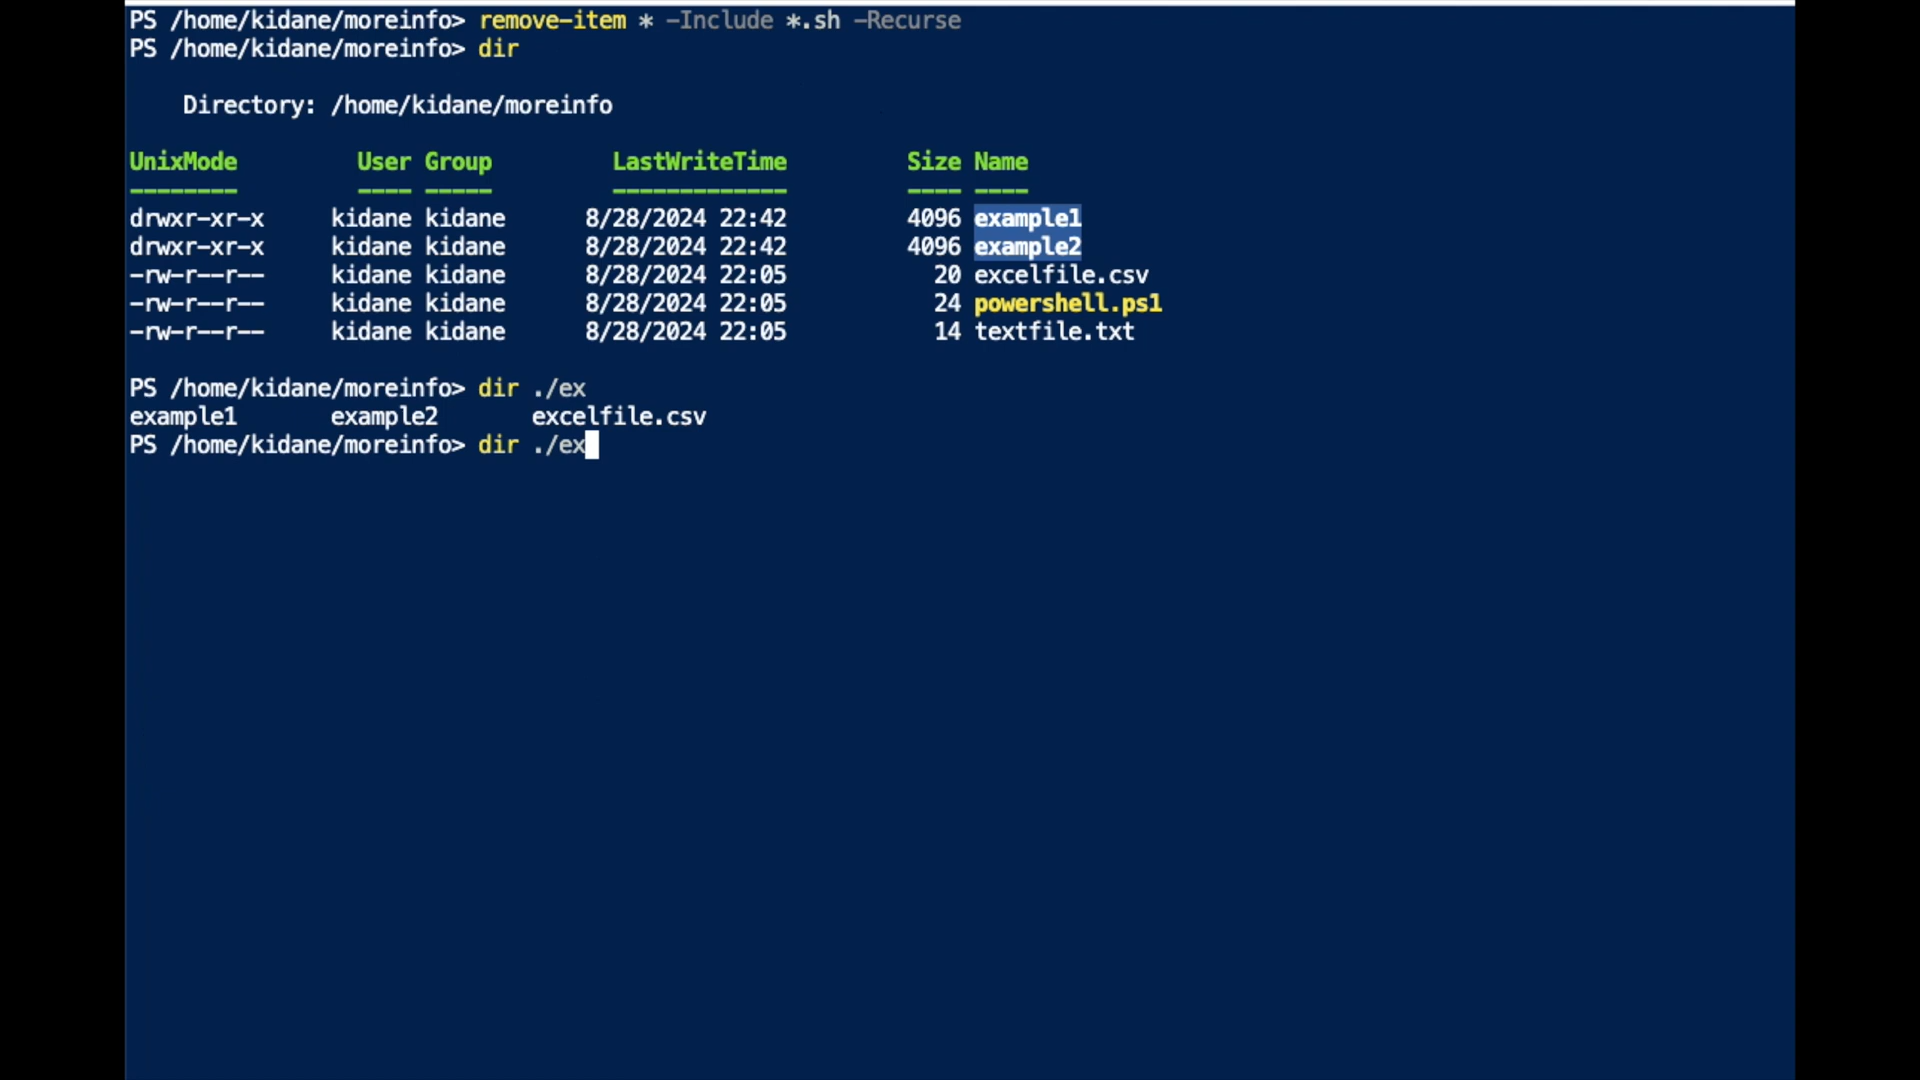 PS /home/kidane/moreinfo> remove-item * -Include *.sh -Recurse
PS /home/kidane/moreinfo> dir
Directory: /home/kidane/moreinfo
UnixMode User Group LastWriteTime Size Name
-------- ---- ----- ------------- ---- ----
drwxr-xr-x kidane kidane 8/28/2024 22:42 4096 example1
drwxr-xr-x kidane kidane 8/28/2024 22:42 4096 example2
-rw-r--r-- kidane kidane 8/28/2024 22:05 20 excelfile.csv
-rw-r--r-- kidane kidane 8/28/2024 22:05 24 powershell.ps1
-rw-r--r-- kidane kidane 8/28/2024 22:05 14 textfile.txt
PS /home/kidane/moreinfo> dir ./ex
example1 example2 excelfile.csv
PS /home/kidane/moreinfo> dir ./ex